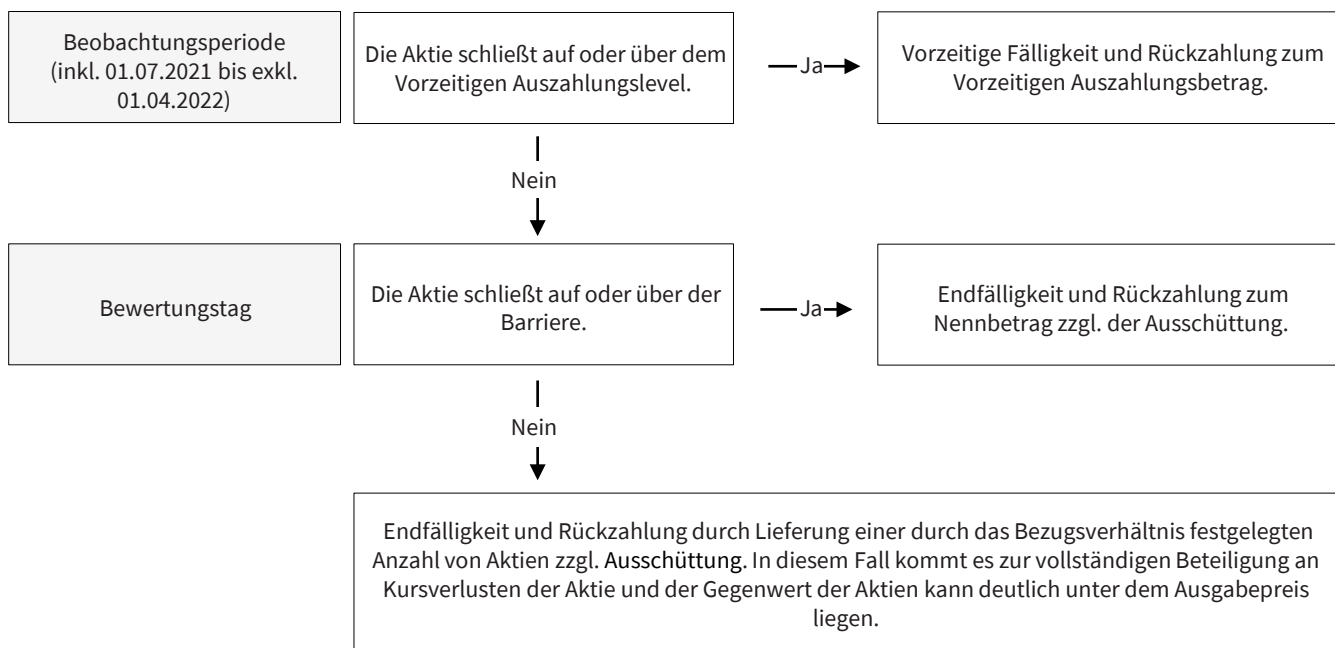 Beobachtungsperiode
(inkl. 01.07.2021 bis exkl.
01.04.2022)
Die Aktie schließt auf oder über dem
Vorzeitigen Auszahlungslevel.
Ja
Vorzeitige Fälligkeit und Rückzahlung zum
Vorzeitigen Auszahlungsbetrag.
Nein
Bewertungstag
Die Aktie schließt auf oder über der
Barriere.
Ja
Endfälligkeit und Rückzahlung zum
Nennbetrag zzgl. der Ausschüttung.
Nein
Endfälligkeit und Rückzahlung durch Lieferung einer durch das Bezugsverhältnis festgelegten
Anzahl von Aktien zzgl. Ausschüttung. In diesem Fall kommt es zur vollständigen Beteiligung an
Kursverlusten der Aktie und der Gegenwert der Aktien kann deutlich unter dem Ausgabepreis
liegen.